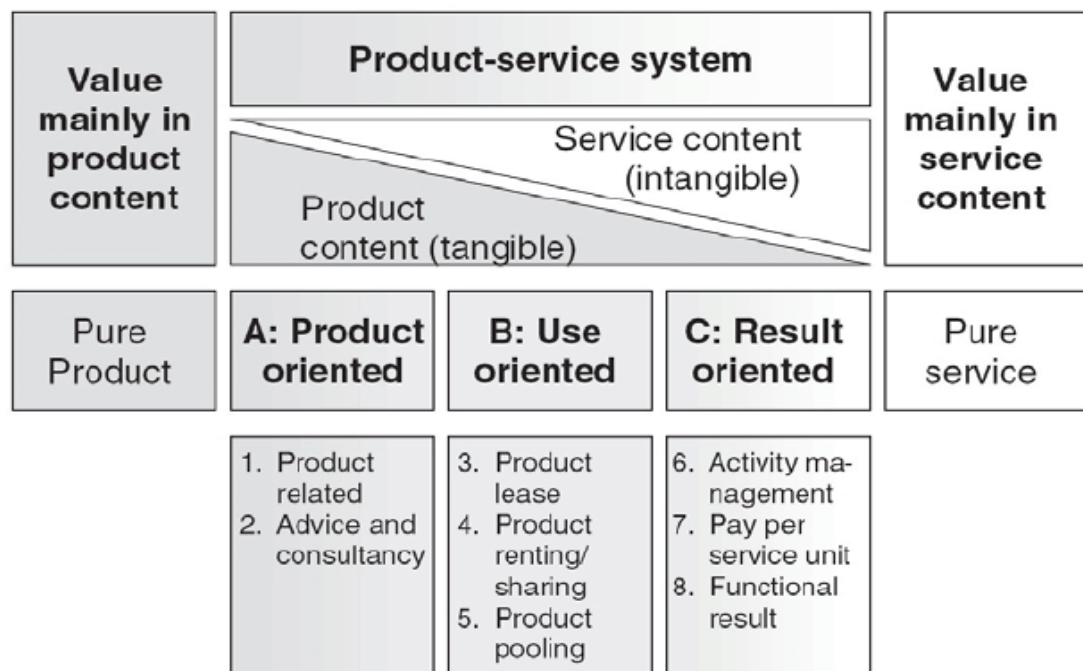 Value
mainly in
product
content
Product-service system
Service content
(intangible)
Product
content (tangible)
Value
mainly in
service
content
Pure
Product
A: Product
oriented
B: Use
oriented
C: Result
oriented
Pure
service
1. Product
related
2. Advice and
consultancy
3. Product
lease
4. Product
renting/
sharing
5. Product
pooling
6. Activity ma-
nagement
7. Pay per
service unit
8. Functional
result